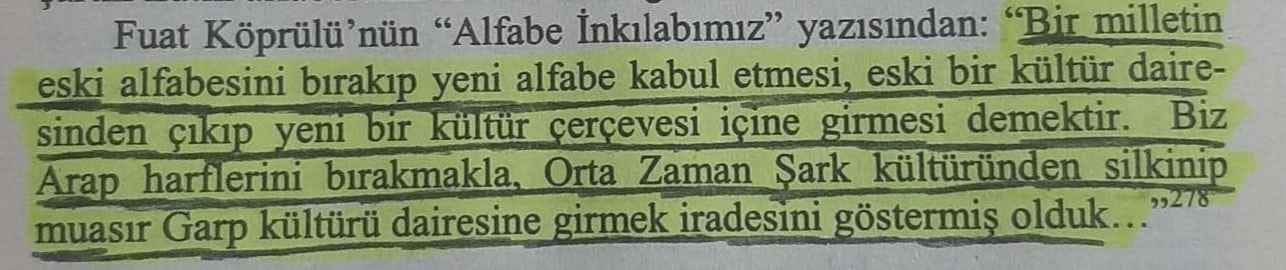 Fuat Köprülü’nün “Alfabe İnkılabımız” yazısından: “Bir milletin
eski alfabesini bırakıp yeni alfabe kabul etmesi, eski bir kültür daire-
sinden çıkıp yeni bir kültür çerçevesi içine girmesi demektir. Biz
Arap harflerini bırakmakla, Orta Zaman Şark kültüründen silkinip
muasır Garp kültürü dairesine girmek iradesini göstermiş olduk...”278